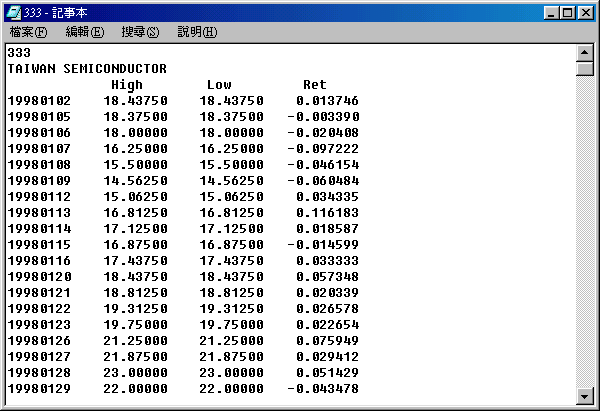 333 - 記事本
檔案(F) 編輯(E) 搜尋(S) 說明(H)
333
TAIWAN SEMICONDUCTOR
High Low Ret
19980102 18.43750 18.43750 0.013746
19980105 18.37500 18.37500 -0.003390
19980106 18.00000 18.00000 -0.020408
19980107 16.25000 16.25000 -0.097222
19980108 15.50000 15.50000 -0.046154
19980109 14.56250 14.56250 -0.060484
19980112 15.06250 15.06250 0.034335
19980113 16.81250 16.81250 0.116183
19980114 17.12500 17.12500 0.018587
19980115 16.87500 16.87500 -0.014599
19980116 17.43750 17.43750 0.033333
19980120 18.43750 18.43750 0.057348
19980121 18.81250 18.81250 0.020339
19980122 19.31250 19.31250 0.026578
19980123 19.75000 19.75000 0.022654
19980126 21.25000 21.25000 0.075949
19980127 21.87500 21.87500 0.029412
19980128 23.00000 23.00000 0.051429
19980129 22.00000 22.00000 -0.043478